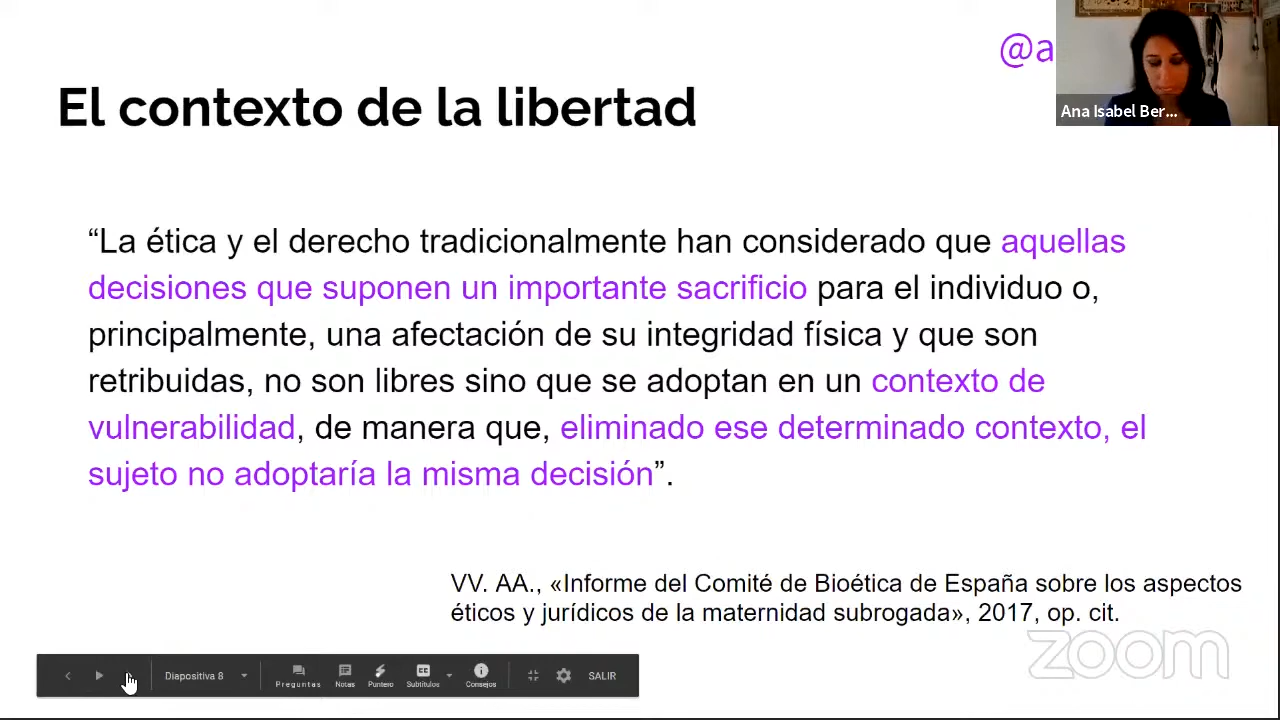 @a
El contexto de la libertad
Ana Isabel Ber...
“La ética y el derecho tradicionalmente han considerado que aquellas
decisiones que suponen un importante sacrificio para el individuo o,
principalmente, una afectación de su integridad física y que son
retribuidas, no son libres sino que se adoptan en un contexto de
vulnerabilidad, de manera que, eliminado ese determinado contexto, el
sujeto no adoptaría la misma decisión”.
VV. AA., «Informe del Comité de Bioética de España sobre los aspectos
éticos y jurídicos de la maternidad subrogada», 2017, op. cit.
zoom
Diapositiva 8
Preguntas
Notas
Puntero
Subtítulos
Consejos
SALIR